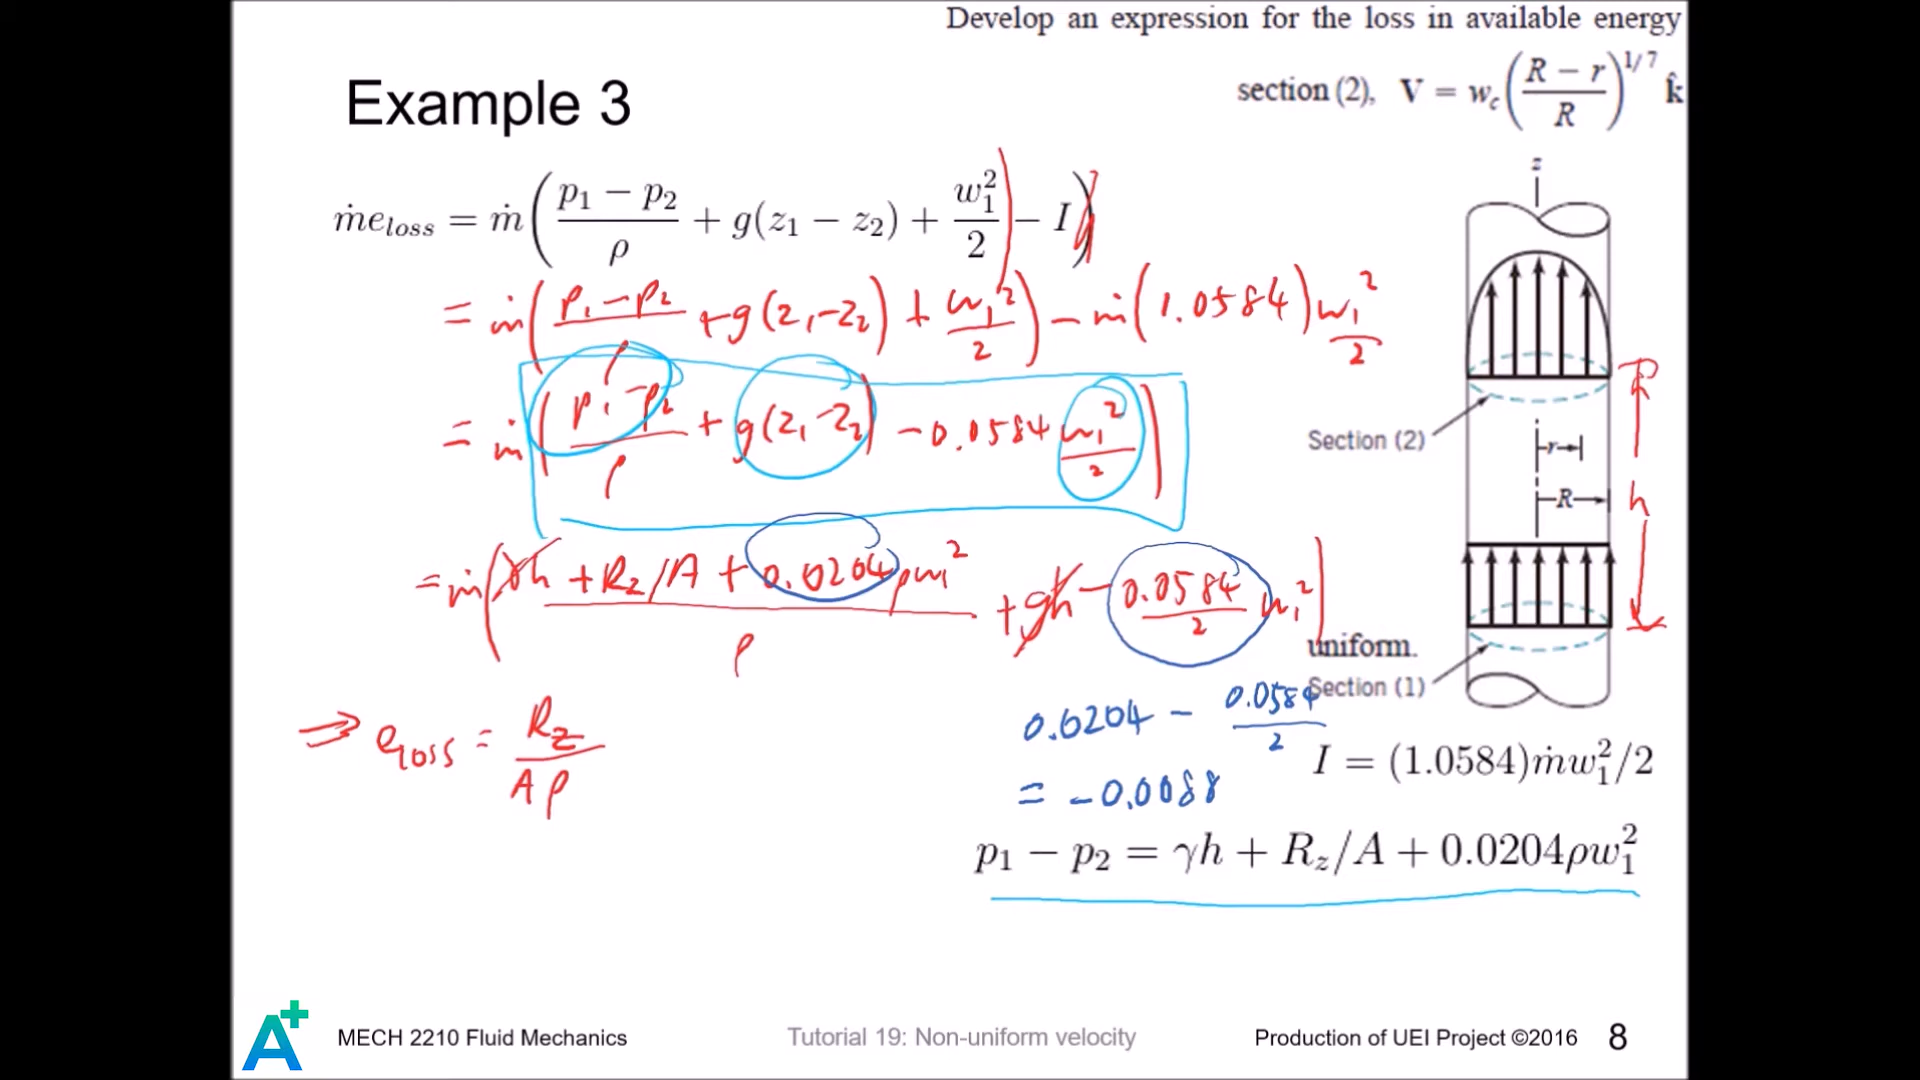 Develop an expression for the loss in available energy
section (2), V = w_c((R − r)/R)^{1/7} k̂
Example 3
ṁe_{loss} = ṁ((p₁ − p₂)/ρ + g(z₁ − z₂) + w₁²/2) − I)
= ṁ((p₁ − p₂)/ρ + g(z₁ − z₂) + w₁²/2) − ṁ(1.0584) w₁²/2
= ṁ((p₁ − p₂)/ρ + g(z₁ − z₂) − 0.0584 w₁²/2)
= ṁ((γh + R_z/A + 0.0204ρw₁²)/ρ + gh − 0.0584/2 w₁²)
⇒ e_{loss} = R_z/(Aρ)
0.0204 − 0.0584/2
= −0.0088
z
Section (2)
r
R
h
uniform.
Section (1)
I = (1.0584)ṁw₁²/2
p₁ − p₂ = γh + R_z/A + 0.0204ρw₁²
A+
MECH 2210 Fluid Mechanics
Tutorial 19: Non-uniform velocity
Production of UEI Project ©2016
8